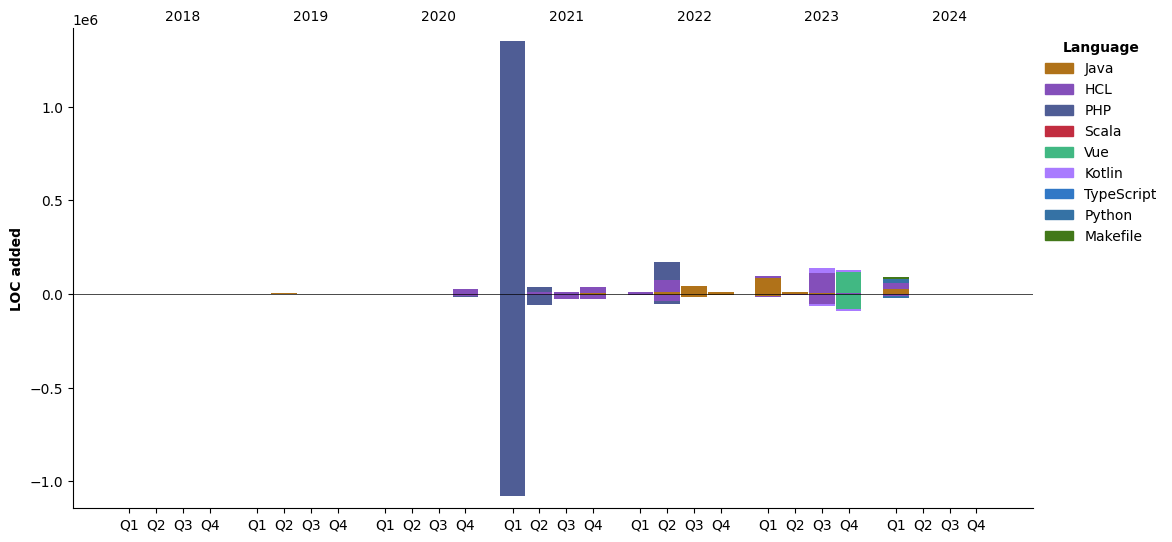 1e6
2018 2019 2020 2021 2022 2023 2024
Language
Java
HCL
PHP
Scala
Vue
Kotlin
TypeScript
Python
Makefile
LOC added
1.0
0.5
0.0
−0.5
−1.0
Q1 Q2 Q3 Q4 Q1 Q2 Q3 Q4 Q1 Q2 Q3 Q4 Q1 Q2 Q3 Q4 Q1 Q2 Q3 Q4 Q1 Q2 Q3 Q4 Q1 Q2 Q3 Q4